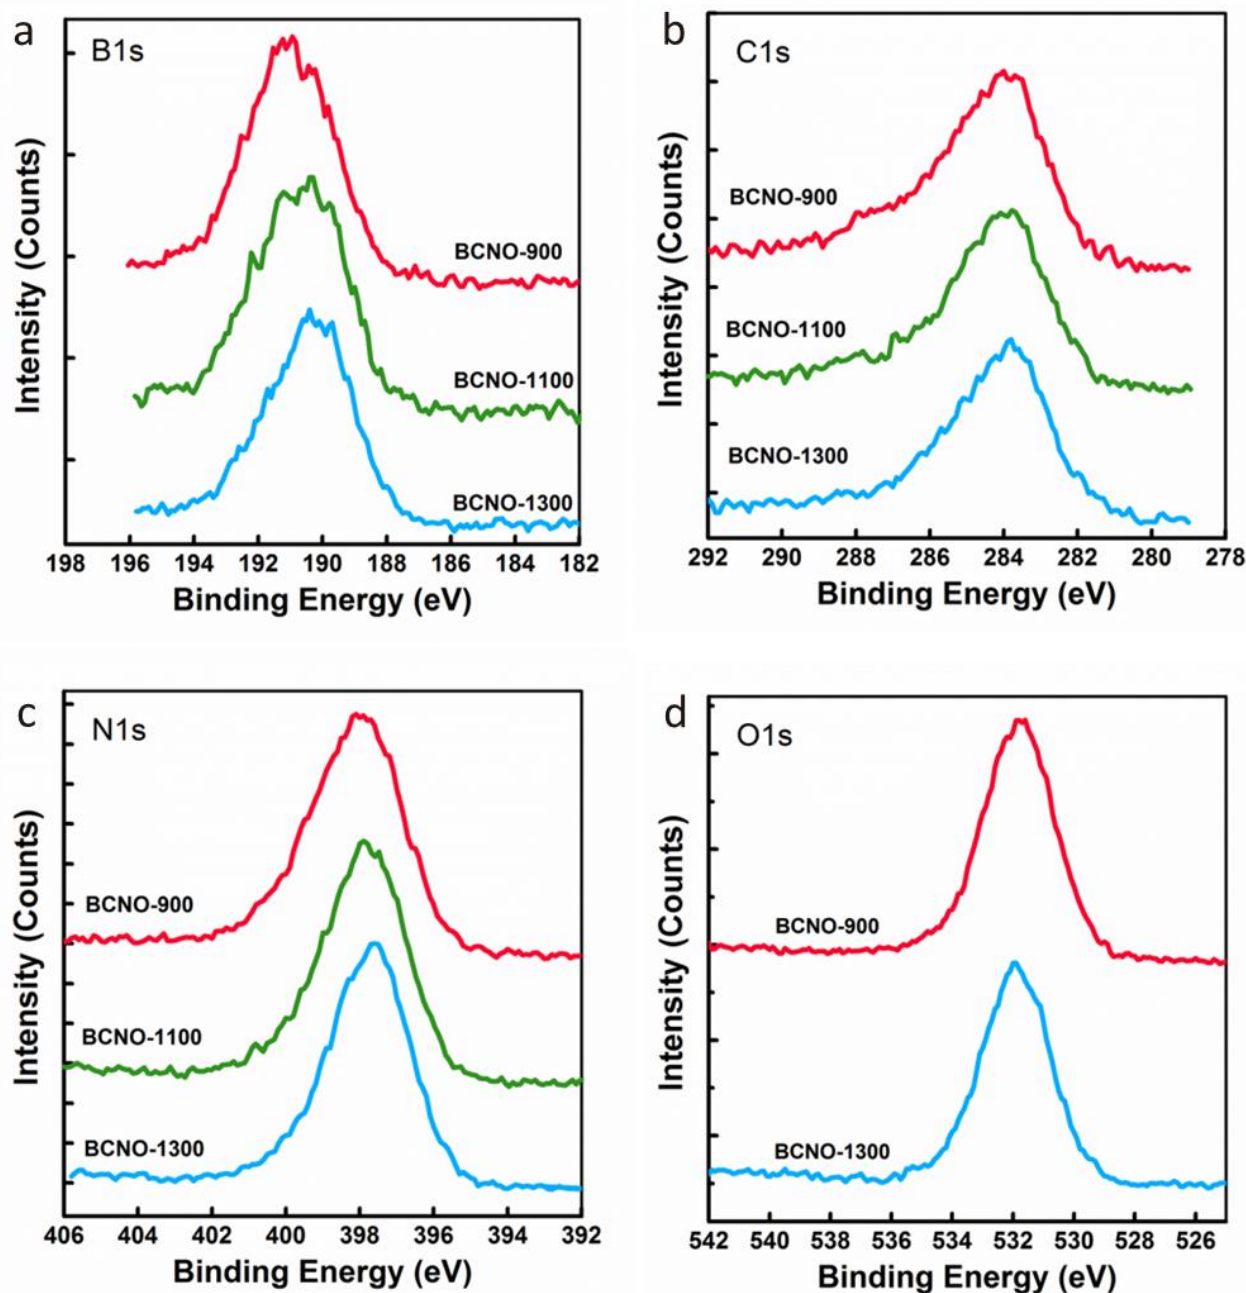 a
B1s
Intensity (Counts)
BCNO-900
BCNO-1100
BCNO-1300
198 196 194 192 190 188 186 184 182
Binding Energy (eV)
b
C1s
Intensity (Counts)
BCNO-900
BCNO-1100
BCNO-1300
292 290 288 286 284 282 280 278
Binding Energy (eV)
c
N1s
Intensity (Counts)
BCNO-900
BCNO-1100
BCNO-1300
406 404 402 400 398 396 394 392
Binding Energy (eV)
d
O1s
Intensity (Counts)
BCNO-900
BCNO-1300
542 540 538 536 534 532 530 528 526
Binding Energy (eV)